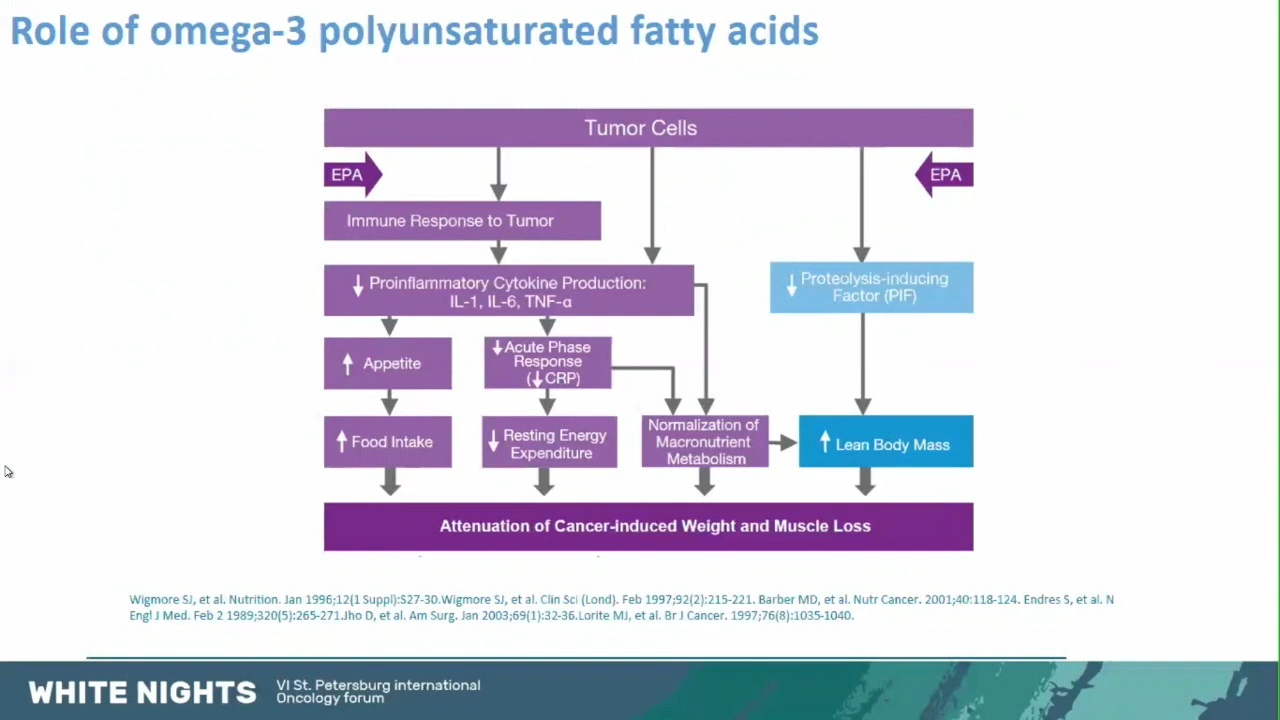 Role of omega-3 polyunsaturated fatty acids
Tumor Cells
EPA
EPA
Immune Response to Tumor
↓ Proinflammatory Cytokine Production:
IL-1, IL-6, TNF-α
↓ Proteolysis-inducing
Factor (PIF)
↑ Appetite
↓ Acute Phase
Response
(↓ CRP)
↑ Food Intake
↓ Resting Energy
Expenditure
Normalization of
Macronutrient
Metabolism
↑ Lean Body Mass
Attenuation of Cancer-induced Weight and Muscle Loss
Wigmore SJ, et al. Nutrition. Jan 1996;12(1 Suppl):S27-30.Wigmore SJ, et al. Clin Sci (Lond). Feb 1997;92(2):215-221. Barber MD, et al. Nutr Cancer. 2001;40:118-124. Endres S, et al. N
Engl J Med. Feb 2 1989;320(5):265-271.Jho D, et al. Am Surg. Jan 2003;69(1):32-36.Lorite MJ, et al. Br J Cancer. 1997;76(8):1035-1040.
WHITE NIGHTS
VI St. Petersburg international
Oncology forum